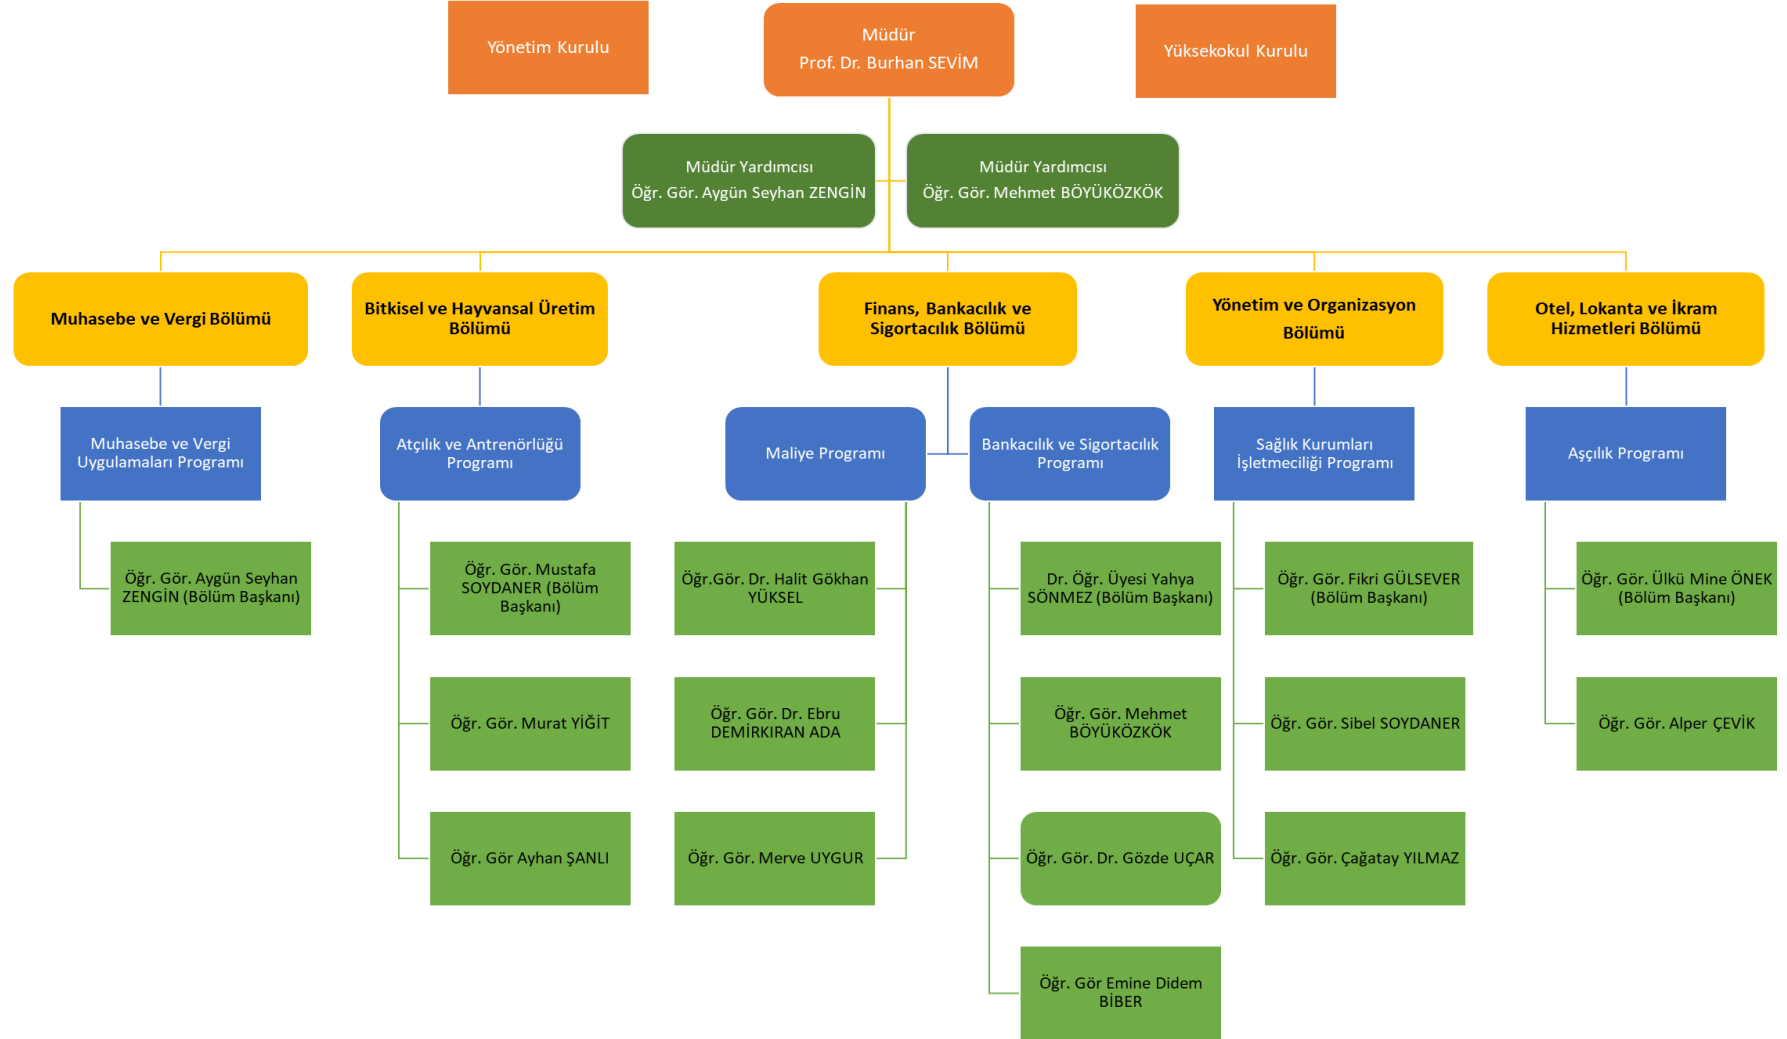 Yönetim Kurulu
Müdür
Prof. Dr. Burhan SEVİM
Yüksekokul Kurulu
Müdür Yardımcısı
Öğr. Gör. Aygün Seyhan ZENGİN
Müdür Yardımcısı
Öğr. Gör. Mehmet BÖYÜKÖZKÖK
Muhasebe ve Vergi Bölümü
Bitkisel ve Hayvansal Üretim
Bölümü
Finans, Bankacılık ve
Sigortacılık Bölümü
Yönetim ve Organizasyon
Bölümü
Otel, Lokanta ve İkram
Hizmetleri Bölümü
Muhasebe ve Vergi
Uygulamaları Programı
Atçılık ve Antrenörlüğü
Programı
Maliye Programı
Bankacılık ve Sigortacılık
Programı
Sağlık Kurumları
İşletmeciliği Programı
Aşçılık Programı
Öğr. Gör. Aygün Seyhan
ZENGİN (Bölüm Başkanı)
Öğr. Gör. Mustafa
SOYDANER (Bölüm
Başkanı)
Öğr.Gör. Dr. Halit Gökhan
YÜKSEL
Dr. Öğr. Üyesi Yahya
SÖNMEZ (Bölüm Başkanı)
Öğr. Gör. Fikri GÜLSEVER
(Bölüm Başkanı)
Öğr. Gör. Ülkü Mine ÖNEK
(Bölüm Başkanı)
Öğr. Gör. Murat YİĞİT
Öğr. Gör. Dr. Ebru
DEMİRKIRAN ADA
Öğr. Gör. Mehmet
BÖYÜKÖZKÖK
Öğr. Gör. Sibel SOYDANER
Öğr. Gör. Alper ÇEVİK
Öğr. Gör Ayhan ŞANLI
Öğr. Gör. Merve UYGUR
Öğr. Gör. Dr. Gözde UÇAR
Öğr. Gör. Çağatay YILMAZ
Öğr. Gör Emine Didem
BİBER